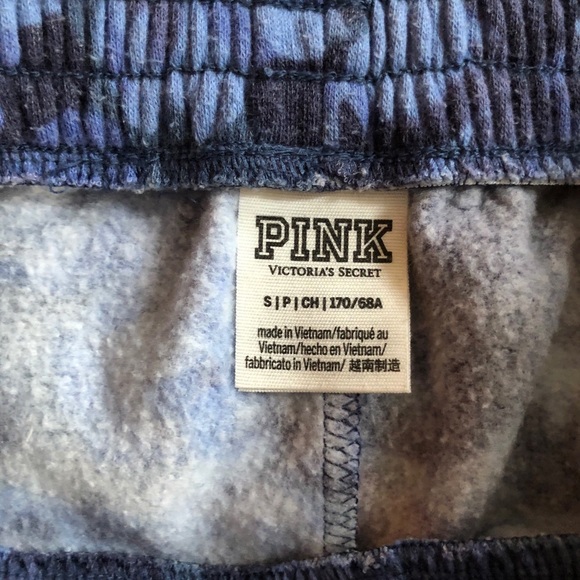 PINK
VICTORIA'S SECRET
S|P|CH|170/68A
made in Vietnam/fabriqué au
Vietnam/hecho en Vietnam/
fabbricato in Vietnam/ 越南制造